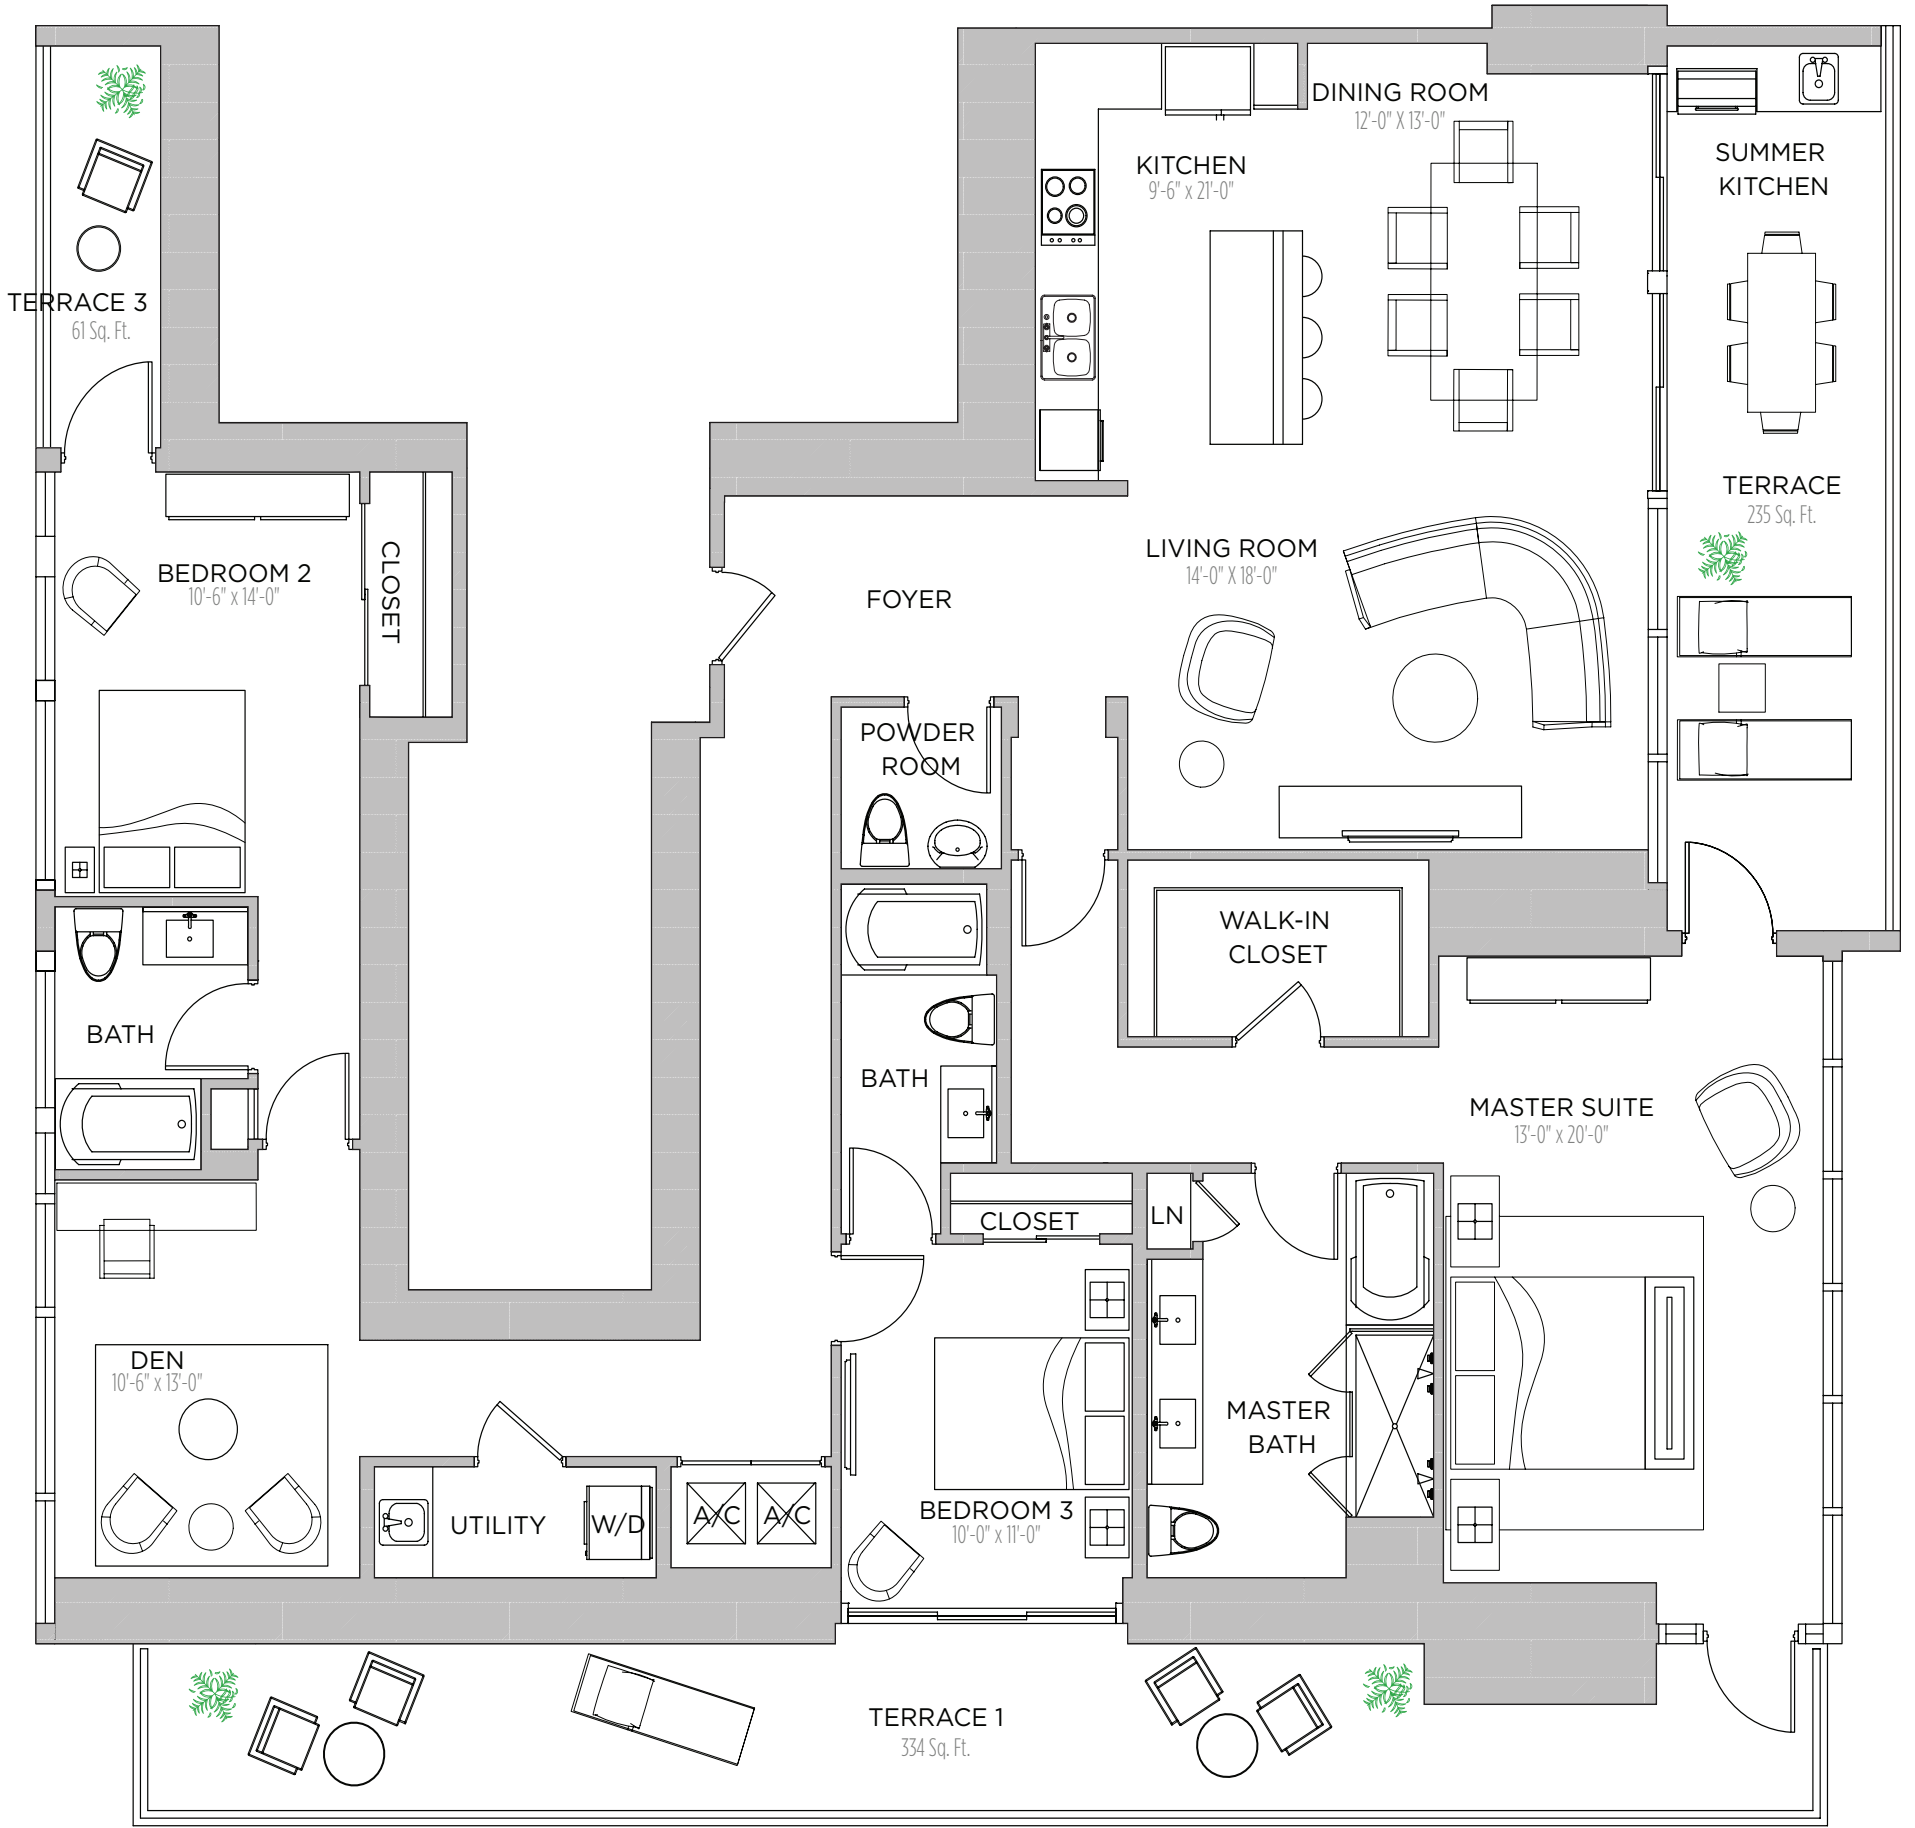 DINING ROOM
12'-0" X 13'-0"
KITCHEN
9'-6" x 21'-0"
SUMMER
KITCHEN
TERRACE 3
61 Sq. Ft.
TERRACE
235 Sq. Ft.
LIVING ROOM
14'-0" X 18'-0"
BEDROOM 2
10'-6" x 14'-0"
CLOSET
FOYER
POWDER
ROOM
WALK-IN
CLOSET
BATH
BATH
MASTER SUITE
13'-0" x 20'-0"
CLOSET
LN
DEN
10'-6" x 13'-0"
MASTER
BATH
BEDROOM 3
10'-0" x 11'-0"
UTILITY
W/D
A/C
A/C
TERRACE 1
334 Sq. Ft.